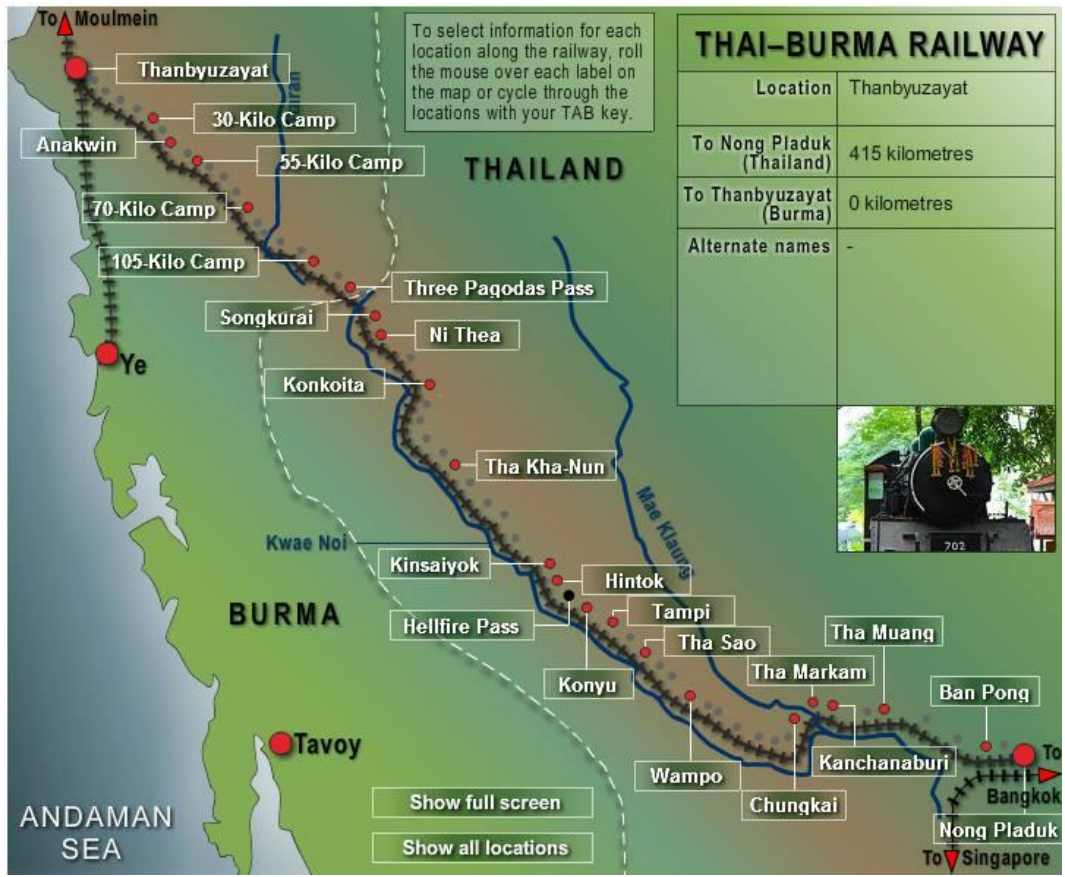 To Moulmein
To select information for each
location along the railway, roll
the mouse over each label on
the map or cycle through the
locations with your TAB key.
THAI–BURMA RAILWAY
Location Thanbyuzayat
To Nong Pladuk
(Thailand) 415 kilometres
To Thanbyuzayat
(Burma) 0 kilometres
Alternate names -
Thanbyuzayat
30-Kilo Camp
Anakwin
55-Kilo Camp
THAILAND
70-Kilo Camp
105-Kilo Camp
Three Pagodas Pass
Songkurai
Ni Thea
Ye
Konkoita
Tha Kha-Nun
Mae Klaung
Kwae Noi
702
Kinsaiyok
Hintok
BURMA
Hellfire Pass
Tampi
Tha Sao
Tha Muang
Konyu
Tha Markam
Ban Pong
Tavoy
Wampo
Kanchanaburi
To
Bangkok
Chungkai
Nong Pladuk
ANDAMAN
SEA
Show full screen
Show all locations
To Singapore